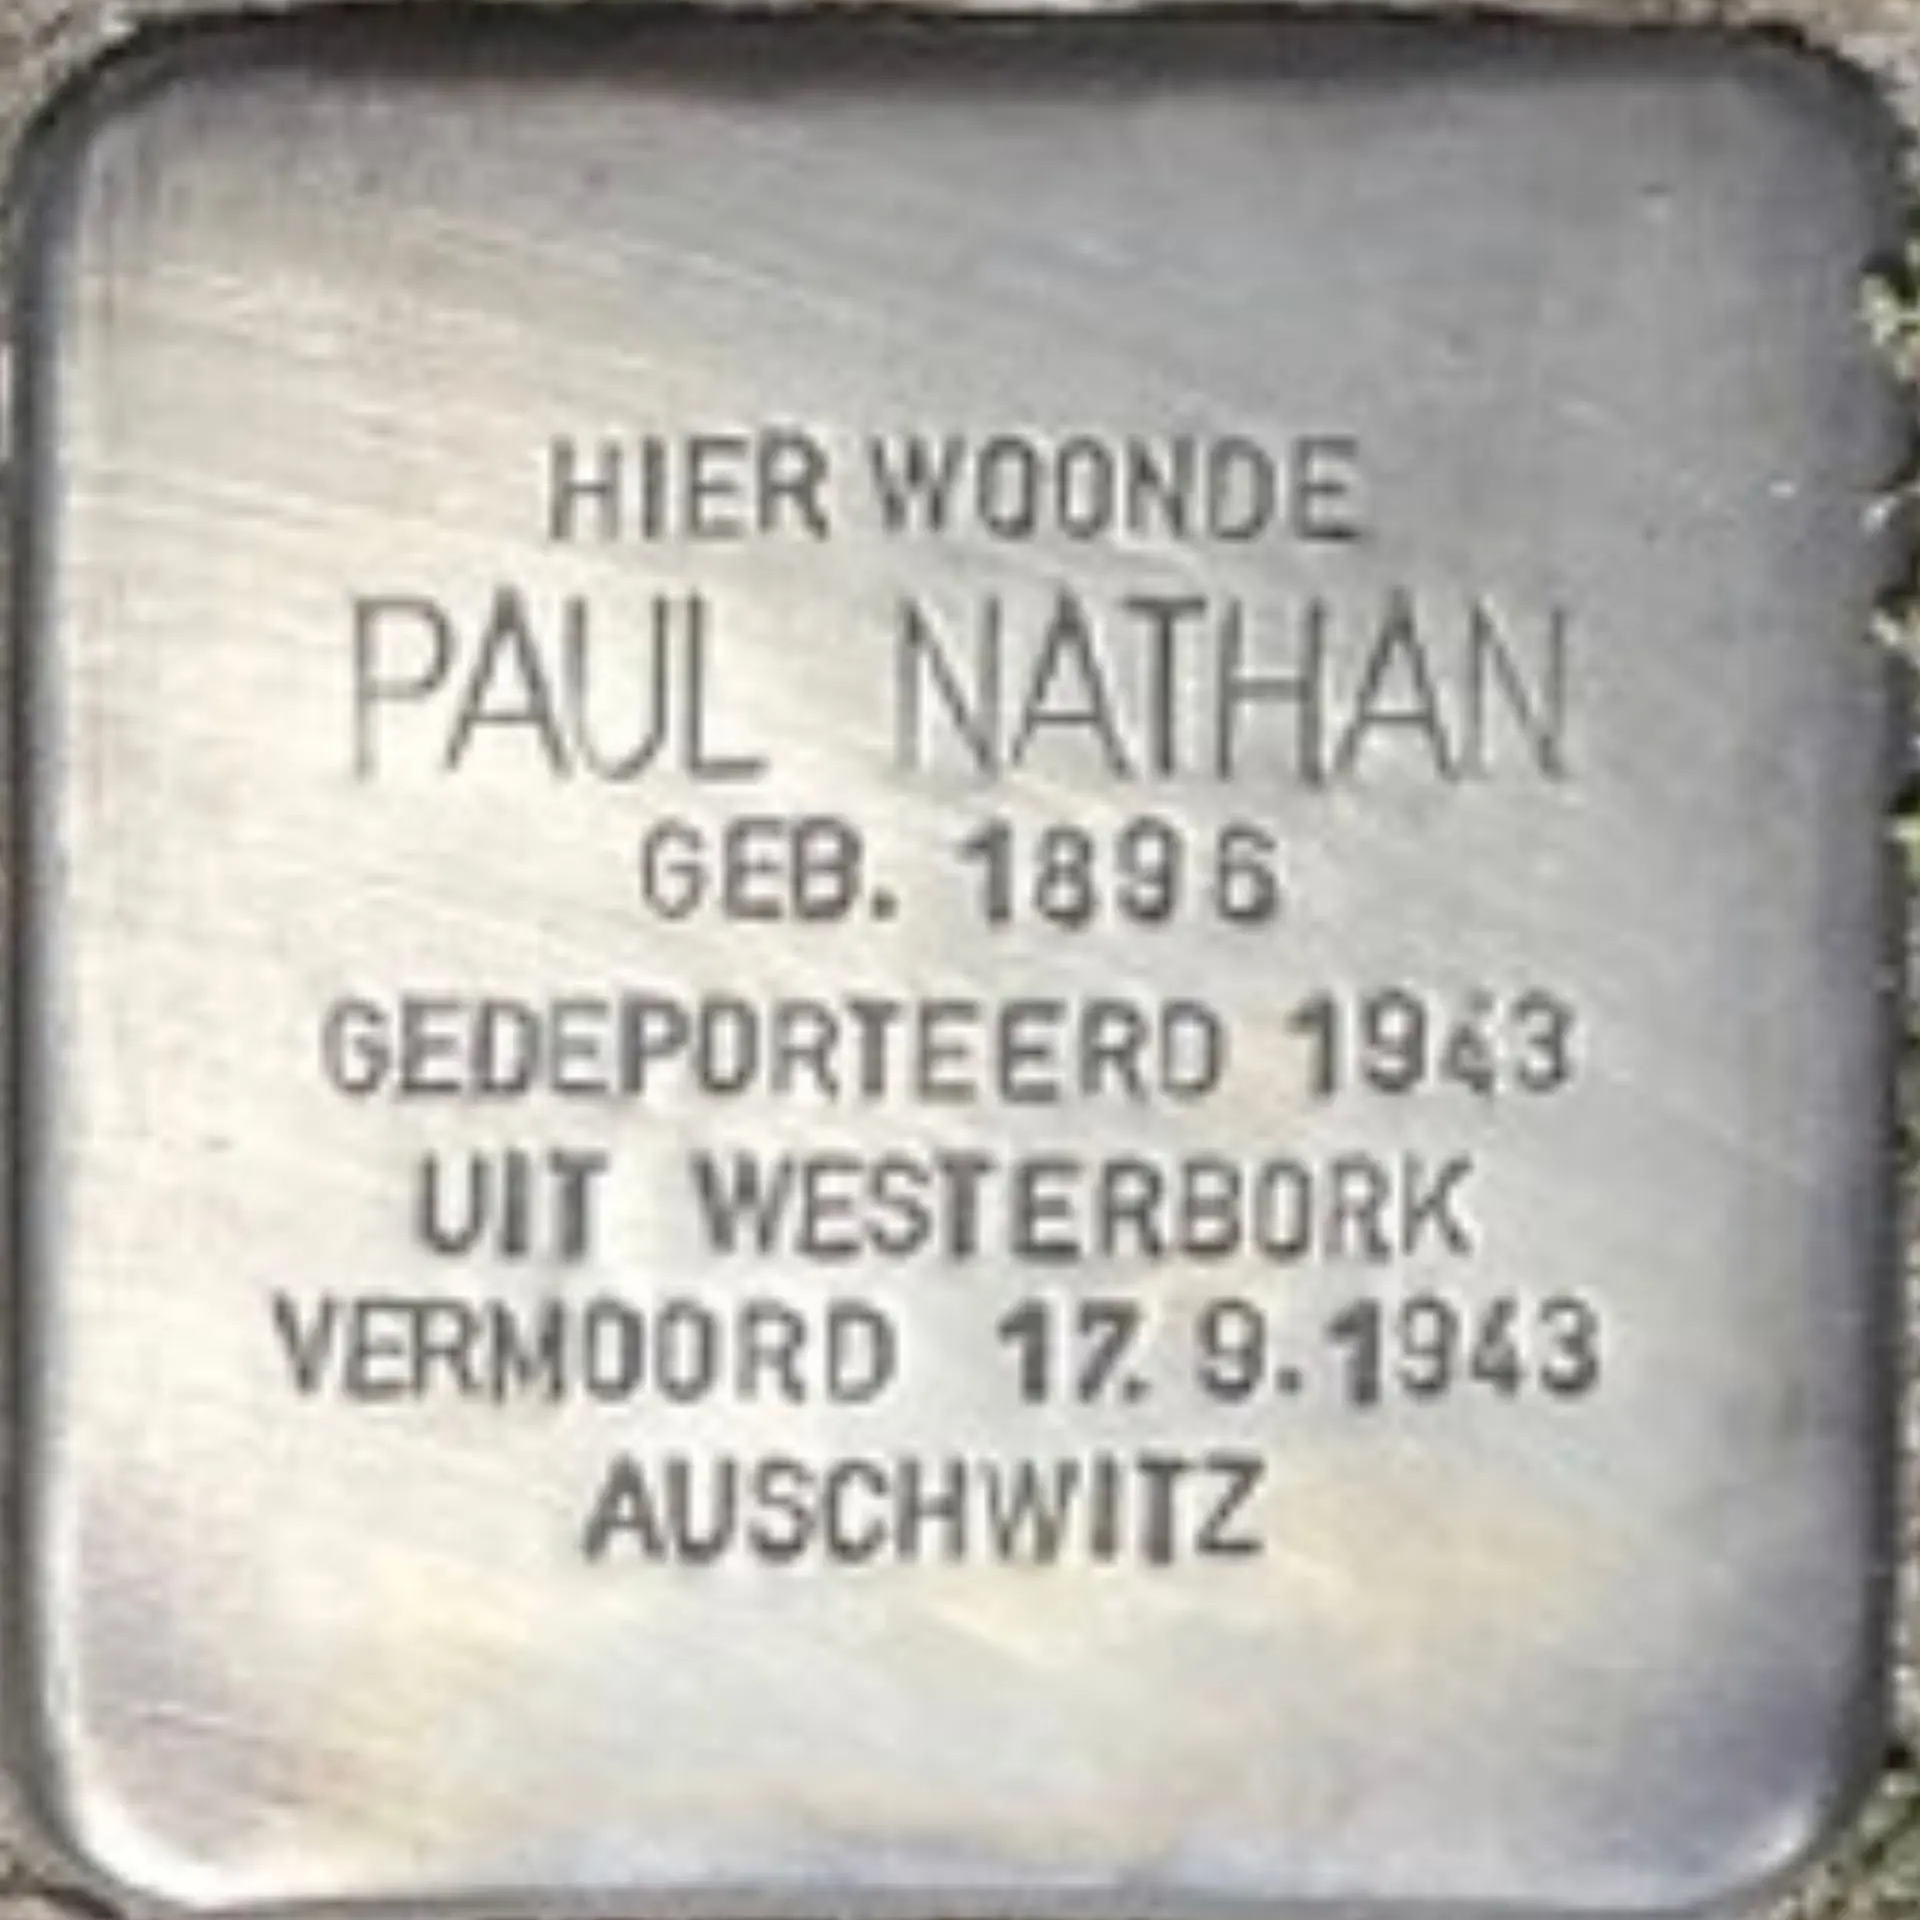 HIER WOONDE
PAUL NATHAN
GEB. 1896
GEDEPORTEERD 1943
UIT WESTERBORK
VERMOORD 17.9.1943
AUSCHWITZ